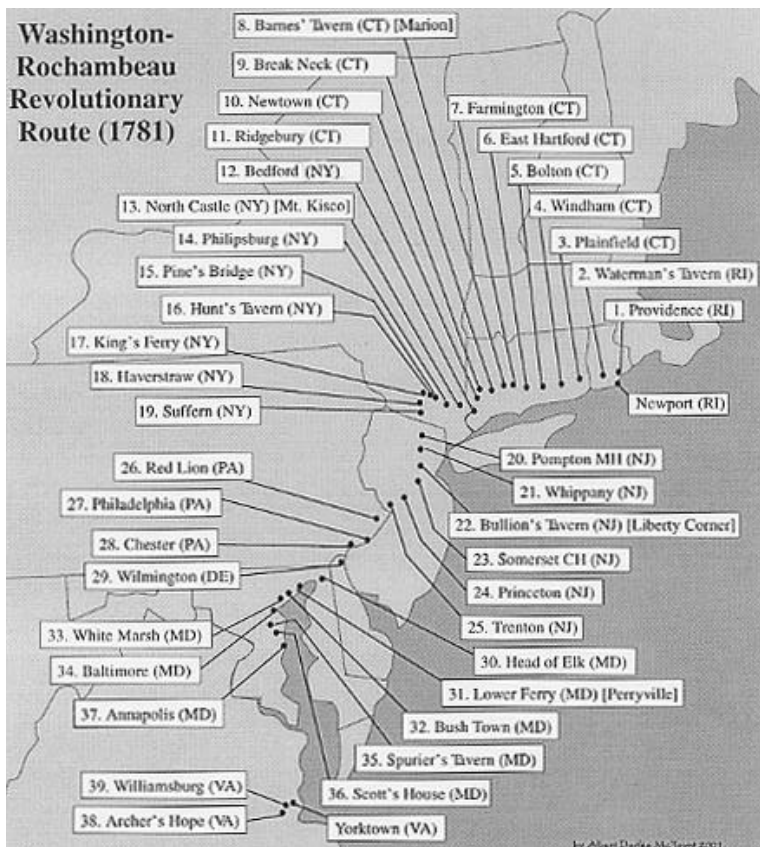 Washington-
Rochambeau
Revolutionary
Route (1781)
8. Barnes' Tavern (CT) [Marion]
9. Break Neck (CT)
10. Newtown (CT)
11. Ridgebury (CT)
12. Bedford (NY)
13. North Castle (NY) [Mt. Kisco]
14. Philipsburg (NY)
15. Pine's Bridge (NY)
16. Hunt's Tavern (NY)
17. King's Ferry (NY)
18. Haverstraw (NY)
19. Suffern (NY)
7. Farmington (CT)
6. East Hartford (CT)
5. Bolton (CT)
4. Windham (CT)
3. Plainfield (CT)
2. Waterman's Tavern (RI)
1. Providence (RI)
Newport (RI)
20. Pompton MH (NJ)
21. Whippany (NJ)
22. Bullion's Tavern (NJ) [Liberty Corner]
23. Somerset CH (NJ)
24. Princeton (NJ)
25. Trenton (NJ)
26. Red Lion (PA)
27. Philadelphia (PA)
28. Chester (PA)
29. Wilmington (DE)
30. Head of Elk (MD)
31. Lower Ferry (MD) [Perryville]
32. Bush Town (MD)
33. White Marsh (MD)
34. Baltimore (MD)
35. Spurier's Tavern (MD)
36. Scott's House (MD)
37. Annapolis (MD)
39. Williamsburg (VA)
38. Archer's Hope (VA)
Yorktown (VA)
by Albert